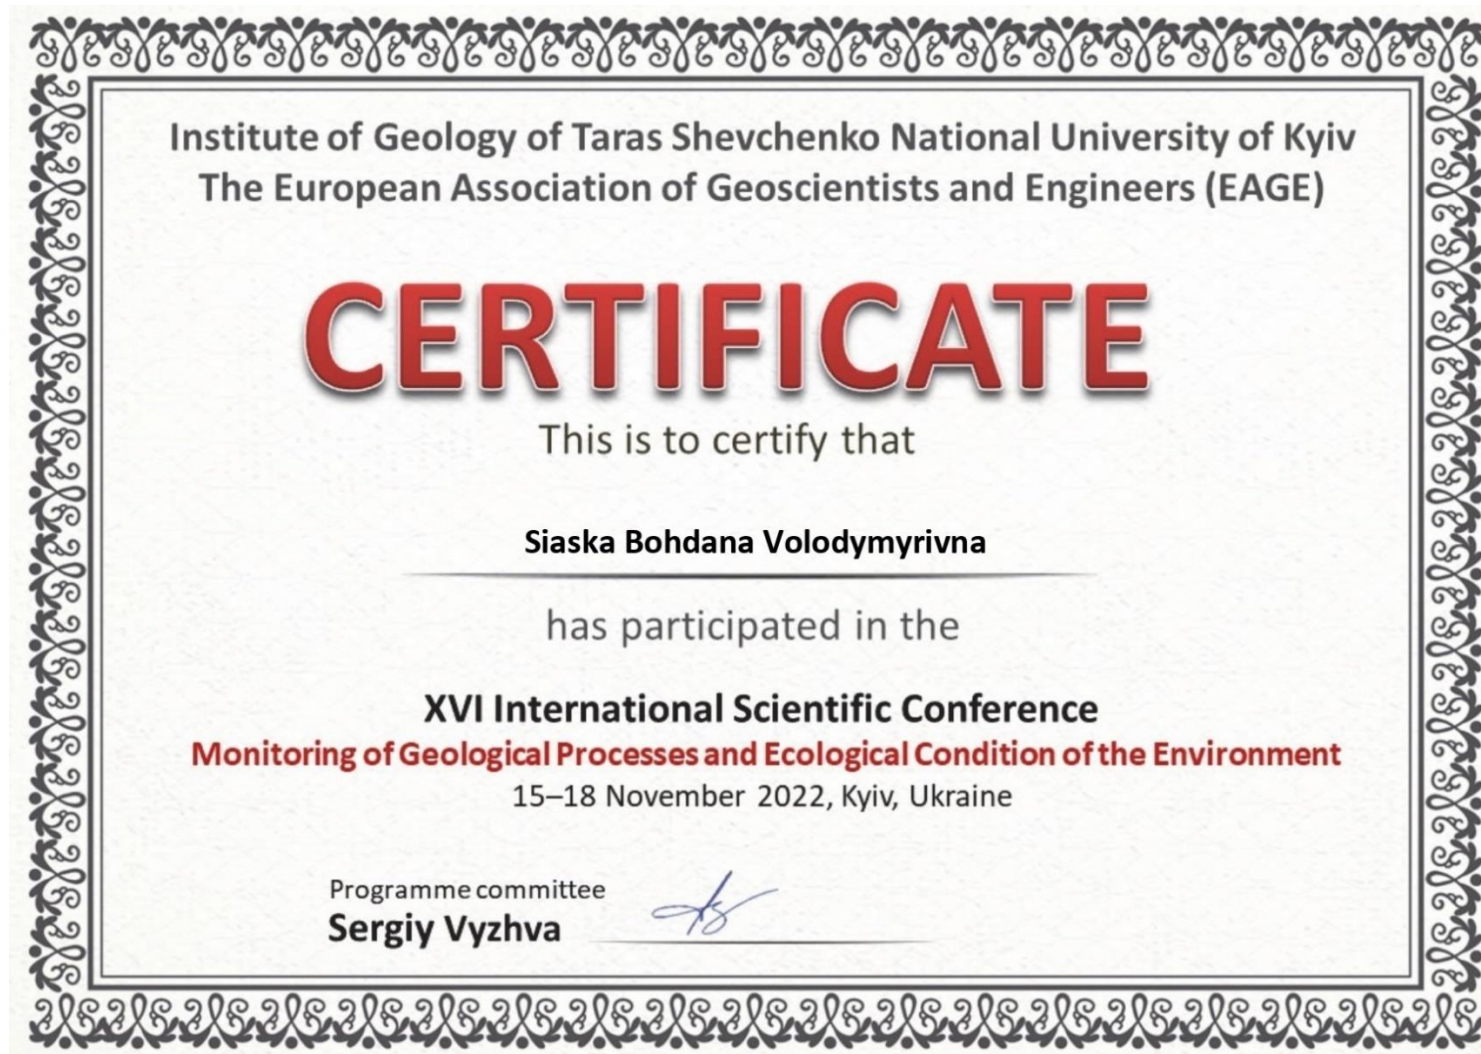 Institute of Geology of Taras Shevchenko National University of Kyiv
The European Association of Geoscientists and Engineers (EAGE)
CERTIFICATE
This is to certify that
Siaska Bohdana Volodymyrivna
has participated in the
XVI International Scientific Conference
Monitoring of Geological Processes and Ecological Condition of the Environment
15–18 November 2022, Kyiv, Ukraine
Programme committee
Sergiy Vyzhva